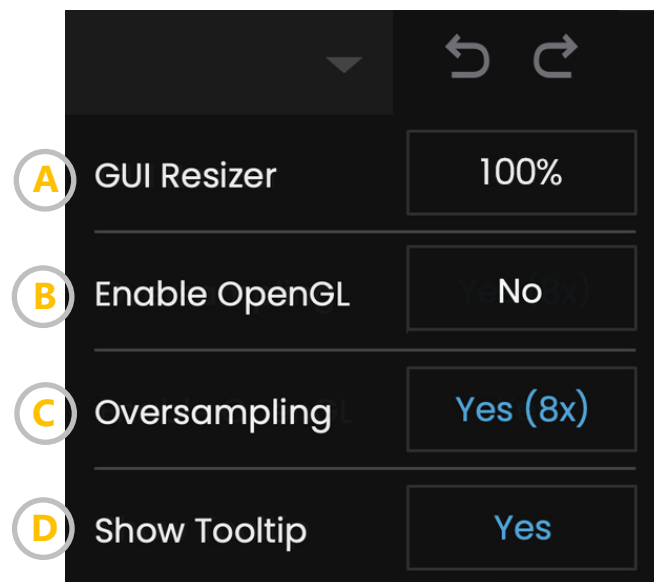 A GUI Resizer 100%
B Enable OpenGL No
C Oversampling Yes (8x)
D Show Tooltip Yes